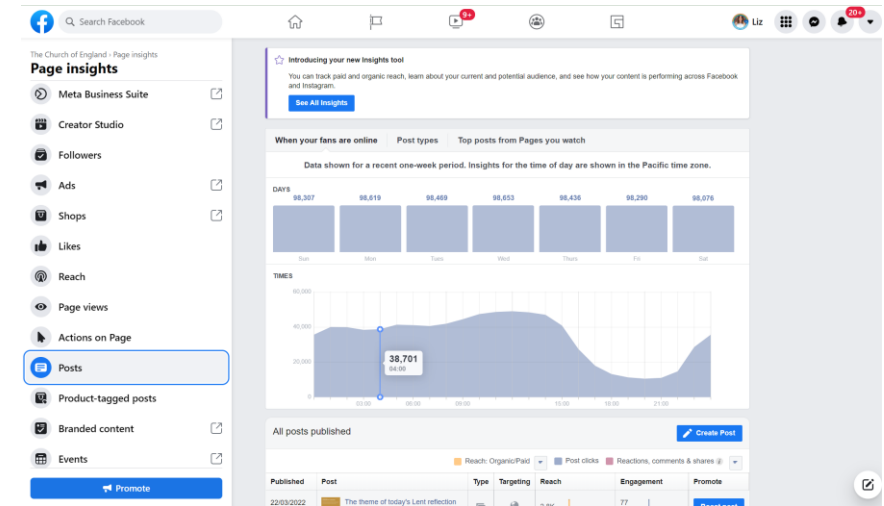 Search Facebook
9+
Liz
20+
The Church of England › Page insights
Page insights
Meta Business Suite
Creator Studio
Followers
Ads
Shops
Likes
Reach
Page views
Actions on Page
Posts
Product-tagged posts
Branded content
Events
Promote
Introducing your new Insights tool
You can track paid and organic reach, learn about your current and potential audience, and see how your content is performing across Facebook
and Instagram.
See All Insights
When your fans are online Post types Top posts from Pages you watch
Data shown for a recent one-week period. Insights for the time of day are shown in the Pacific time zone.
DAYS
98,307 98,619 98,469 98,653 98,436 98,290 98,076
Sun Mon Tues Wed Thurs Fri Sat
TIMES
60,000
40,000
20,000
0
38,701
04:00
03:00 06:00 09:00 15:00 18:00 21:00
All posts published
Create Post
Reach: Organic/Paid Post clicks Reactions, comments & shares
Published Post Type Targeting Reach Engagement Promote
22/03/2022 The theme of today's Lent reflection 77 Boost post